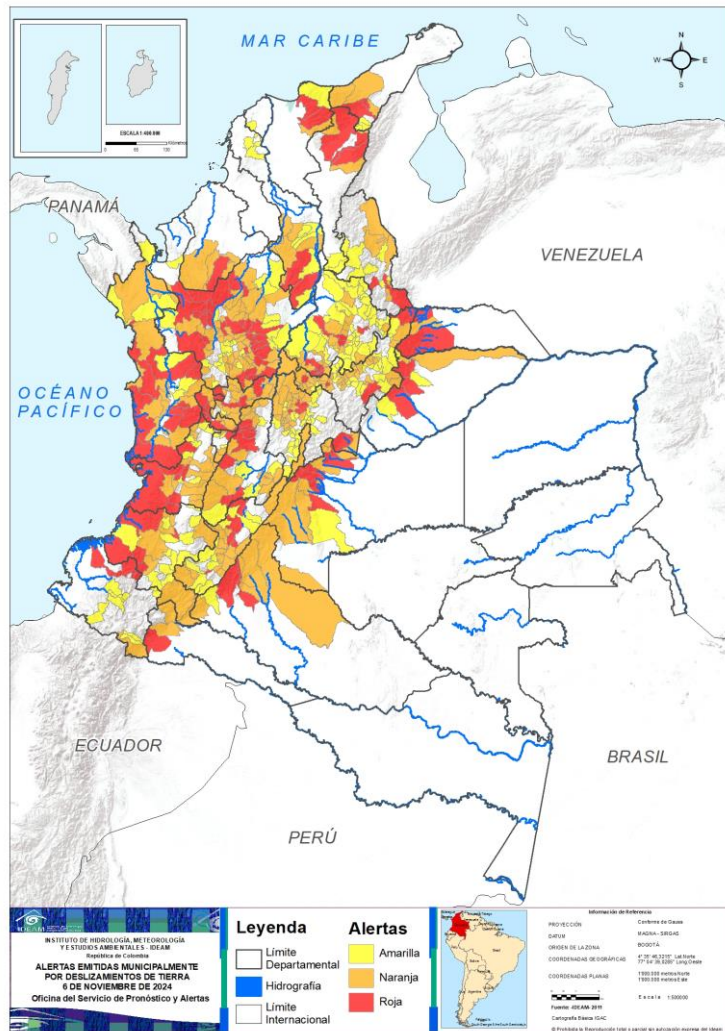 MAR CARIBE
N
W E
S
ESCALA 1:400.000
PANAMÁ
VENEZUELA
OCÉANO
PACÍFICO
ECUADOR
BRASIL
PERÚ
IDEAM
INSTITUTO DE HIDROLOGÍA, METEOROLOGÍA
Y ESTUDIOS AMBIENTALES - IDEAM
República de Colombia
ALERTAS EMITIDAS MUNICIPALMENTE
POR DESLIZAMIENTOS DE TIERRA
6 DE NOVIEMBRE DE 2024
Oficina del Servicio de Pronóstico y Alertas
Leyenda
Límite
Departamental
Hidrografía
Límite
Internacional
Alertas
Amarilla
Naranja
Roja
Información de Referencia
PROYECCIÓN Conforme de Gauss
DATUM MAGNA - SIRGAS
ORIGEN DE LA ZONA BOGOTÁ
COORDENADAS GEOGRÁFICAS
COORDENADAS PLANAS
Fuente: IDEAM- 2015
Cartografía Básica IGAC